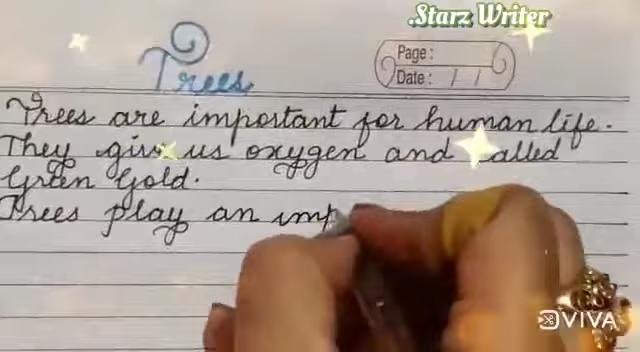 .Starz Writer
Page :
Date : / /
Trees
Trees are important for human life.
They give us oxygen and called
Green Gold.
Trees play an imp
VIVA